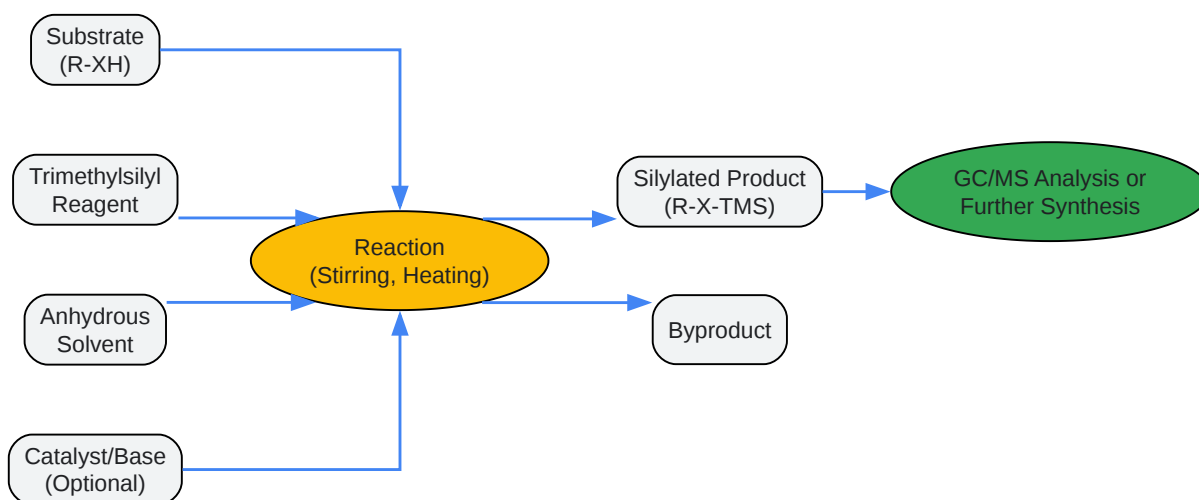 Substrate
(R-XH)
Trimethylsilyl
Reagent
Anhydrous
Solvent
Catalyst/Base
(Optional)
Reaction
(Stirring, Heating)
Silylated Product
(R-X-TMS)
Byproduct
GC/MS Analysis or
Further Synthesis